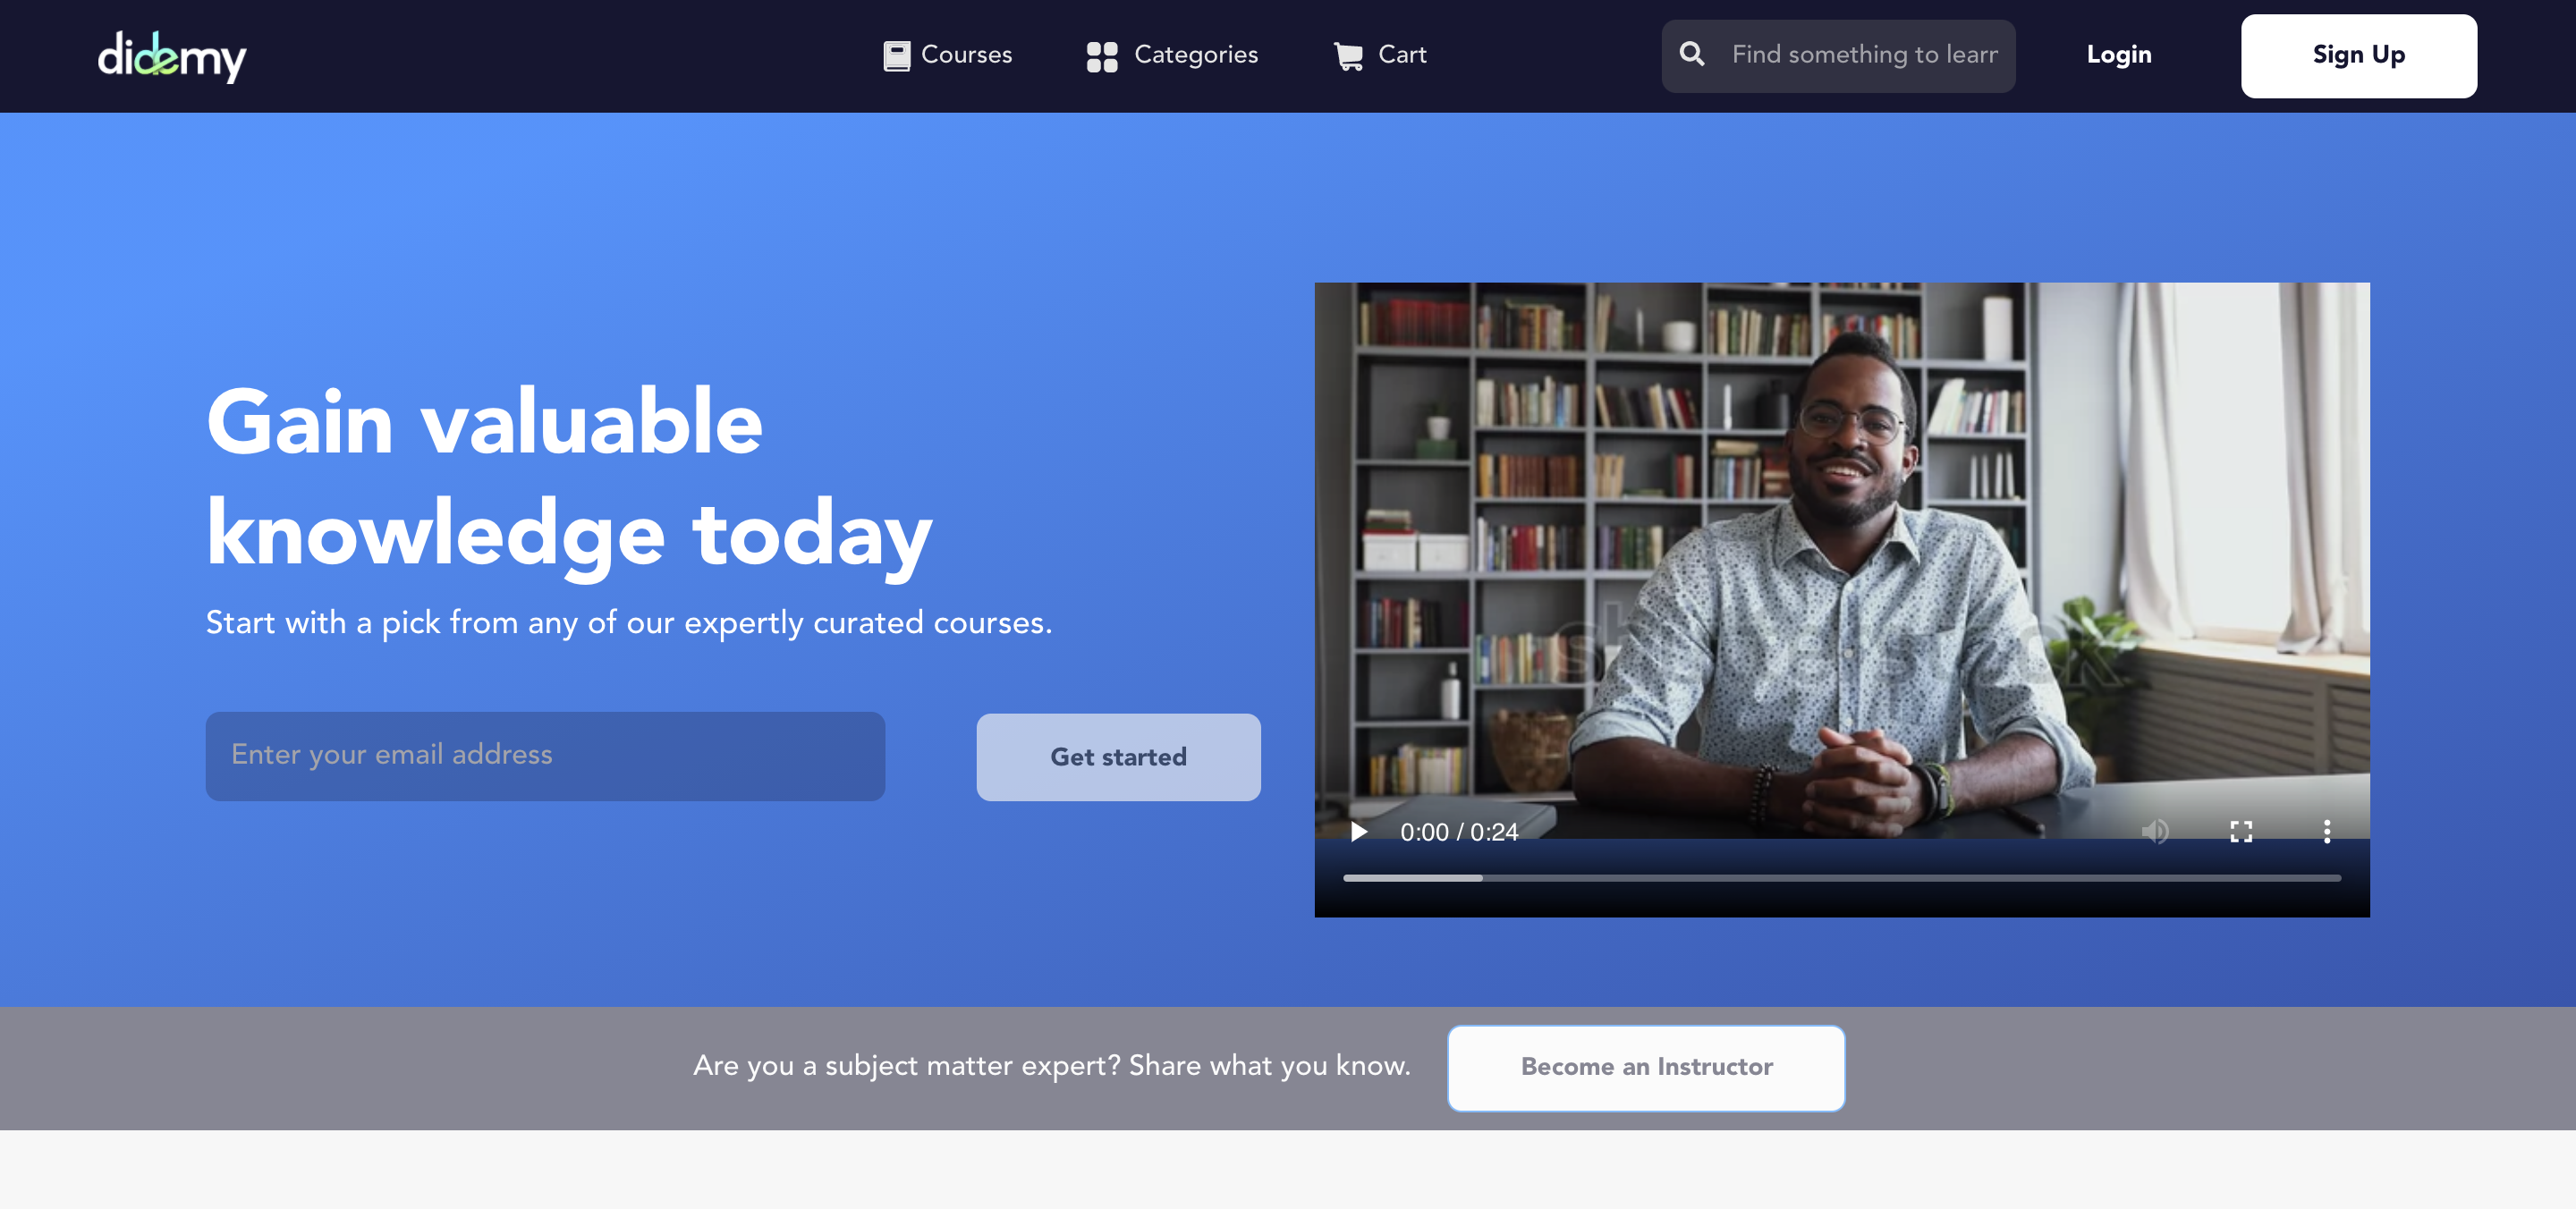 didemy
Courses
Categories
Cart
Find something to learn
Login
Sign Up
Gain valuable
knowledge today
Start with a pick from any of our expertly curated courses.
Enter your email address
Get started
shutterstock
0:00 / 0:24
Are you a subject matter expert? Share what you know.
Become an Instructor